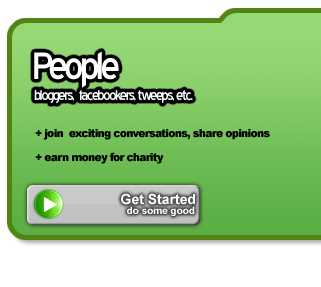 People
bloggers, facebookers, tweeps, etc.
+ join exciting conversations, share opinions
+ earn money for charity
Get Started
do some good